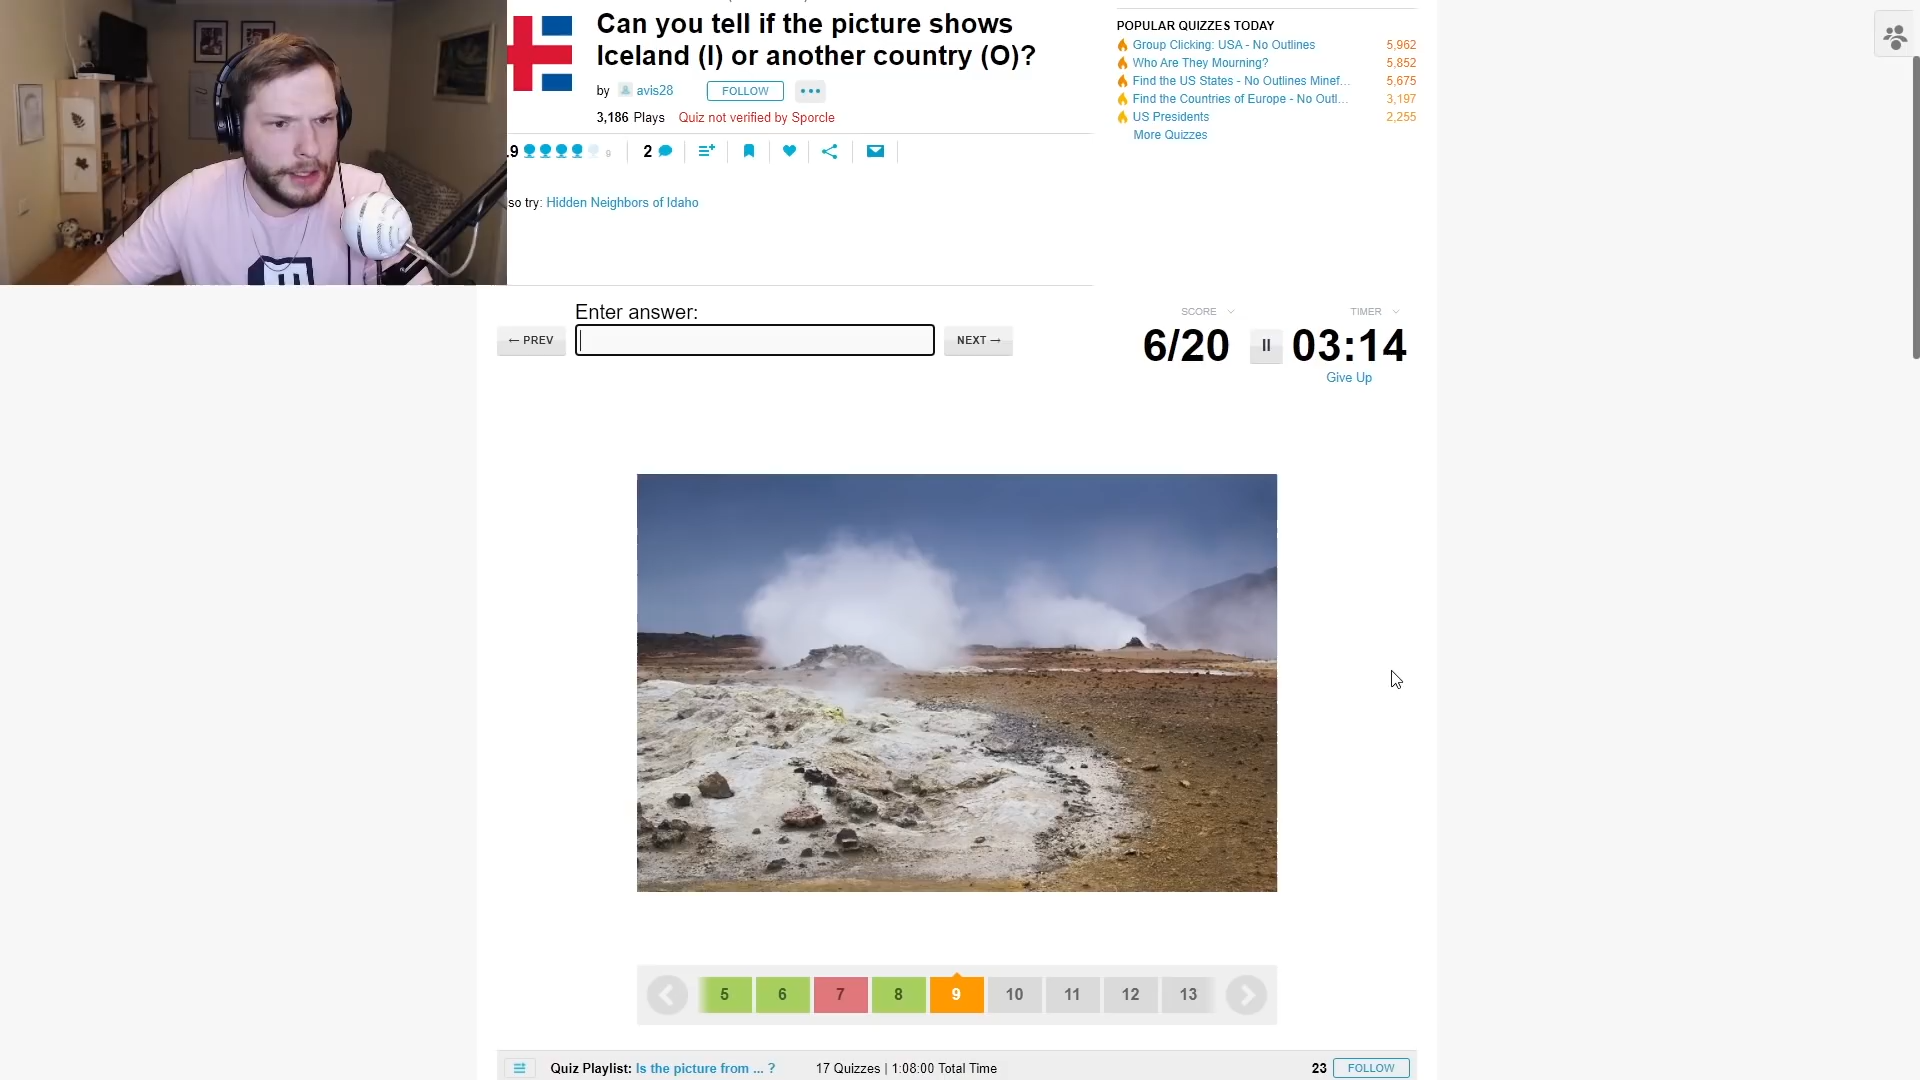 Can you tell if the picture shows
Iceland (I) or another country (O)?
by avis28 FOLLOW
3,186 Plays Quiz not verified by Sporcle
.9 9 2
so try: Hidden Neighbors of Idaho
POPULAR QUIZZES TODAY
Group Clicking: USA - No Outlines 5,962
Who Are They Mourning? 5,852
Find the US States - No Outlines Minef... 5,675
Find the Countries of Europe - No Outl... 3,197
US Presidents 2,255
More Quizzes
Enter answer:
← PREV NEXT →
SCORE TIMER
6/20 03:14
Give Up
5 6 7 8 9 10 11 12 13
Quiz Playlist: Is the picture from ... ? 17 Quizzes | 1:08:00 Total Time 23 FOLLOW